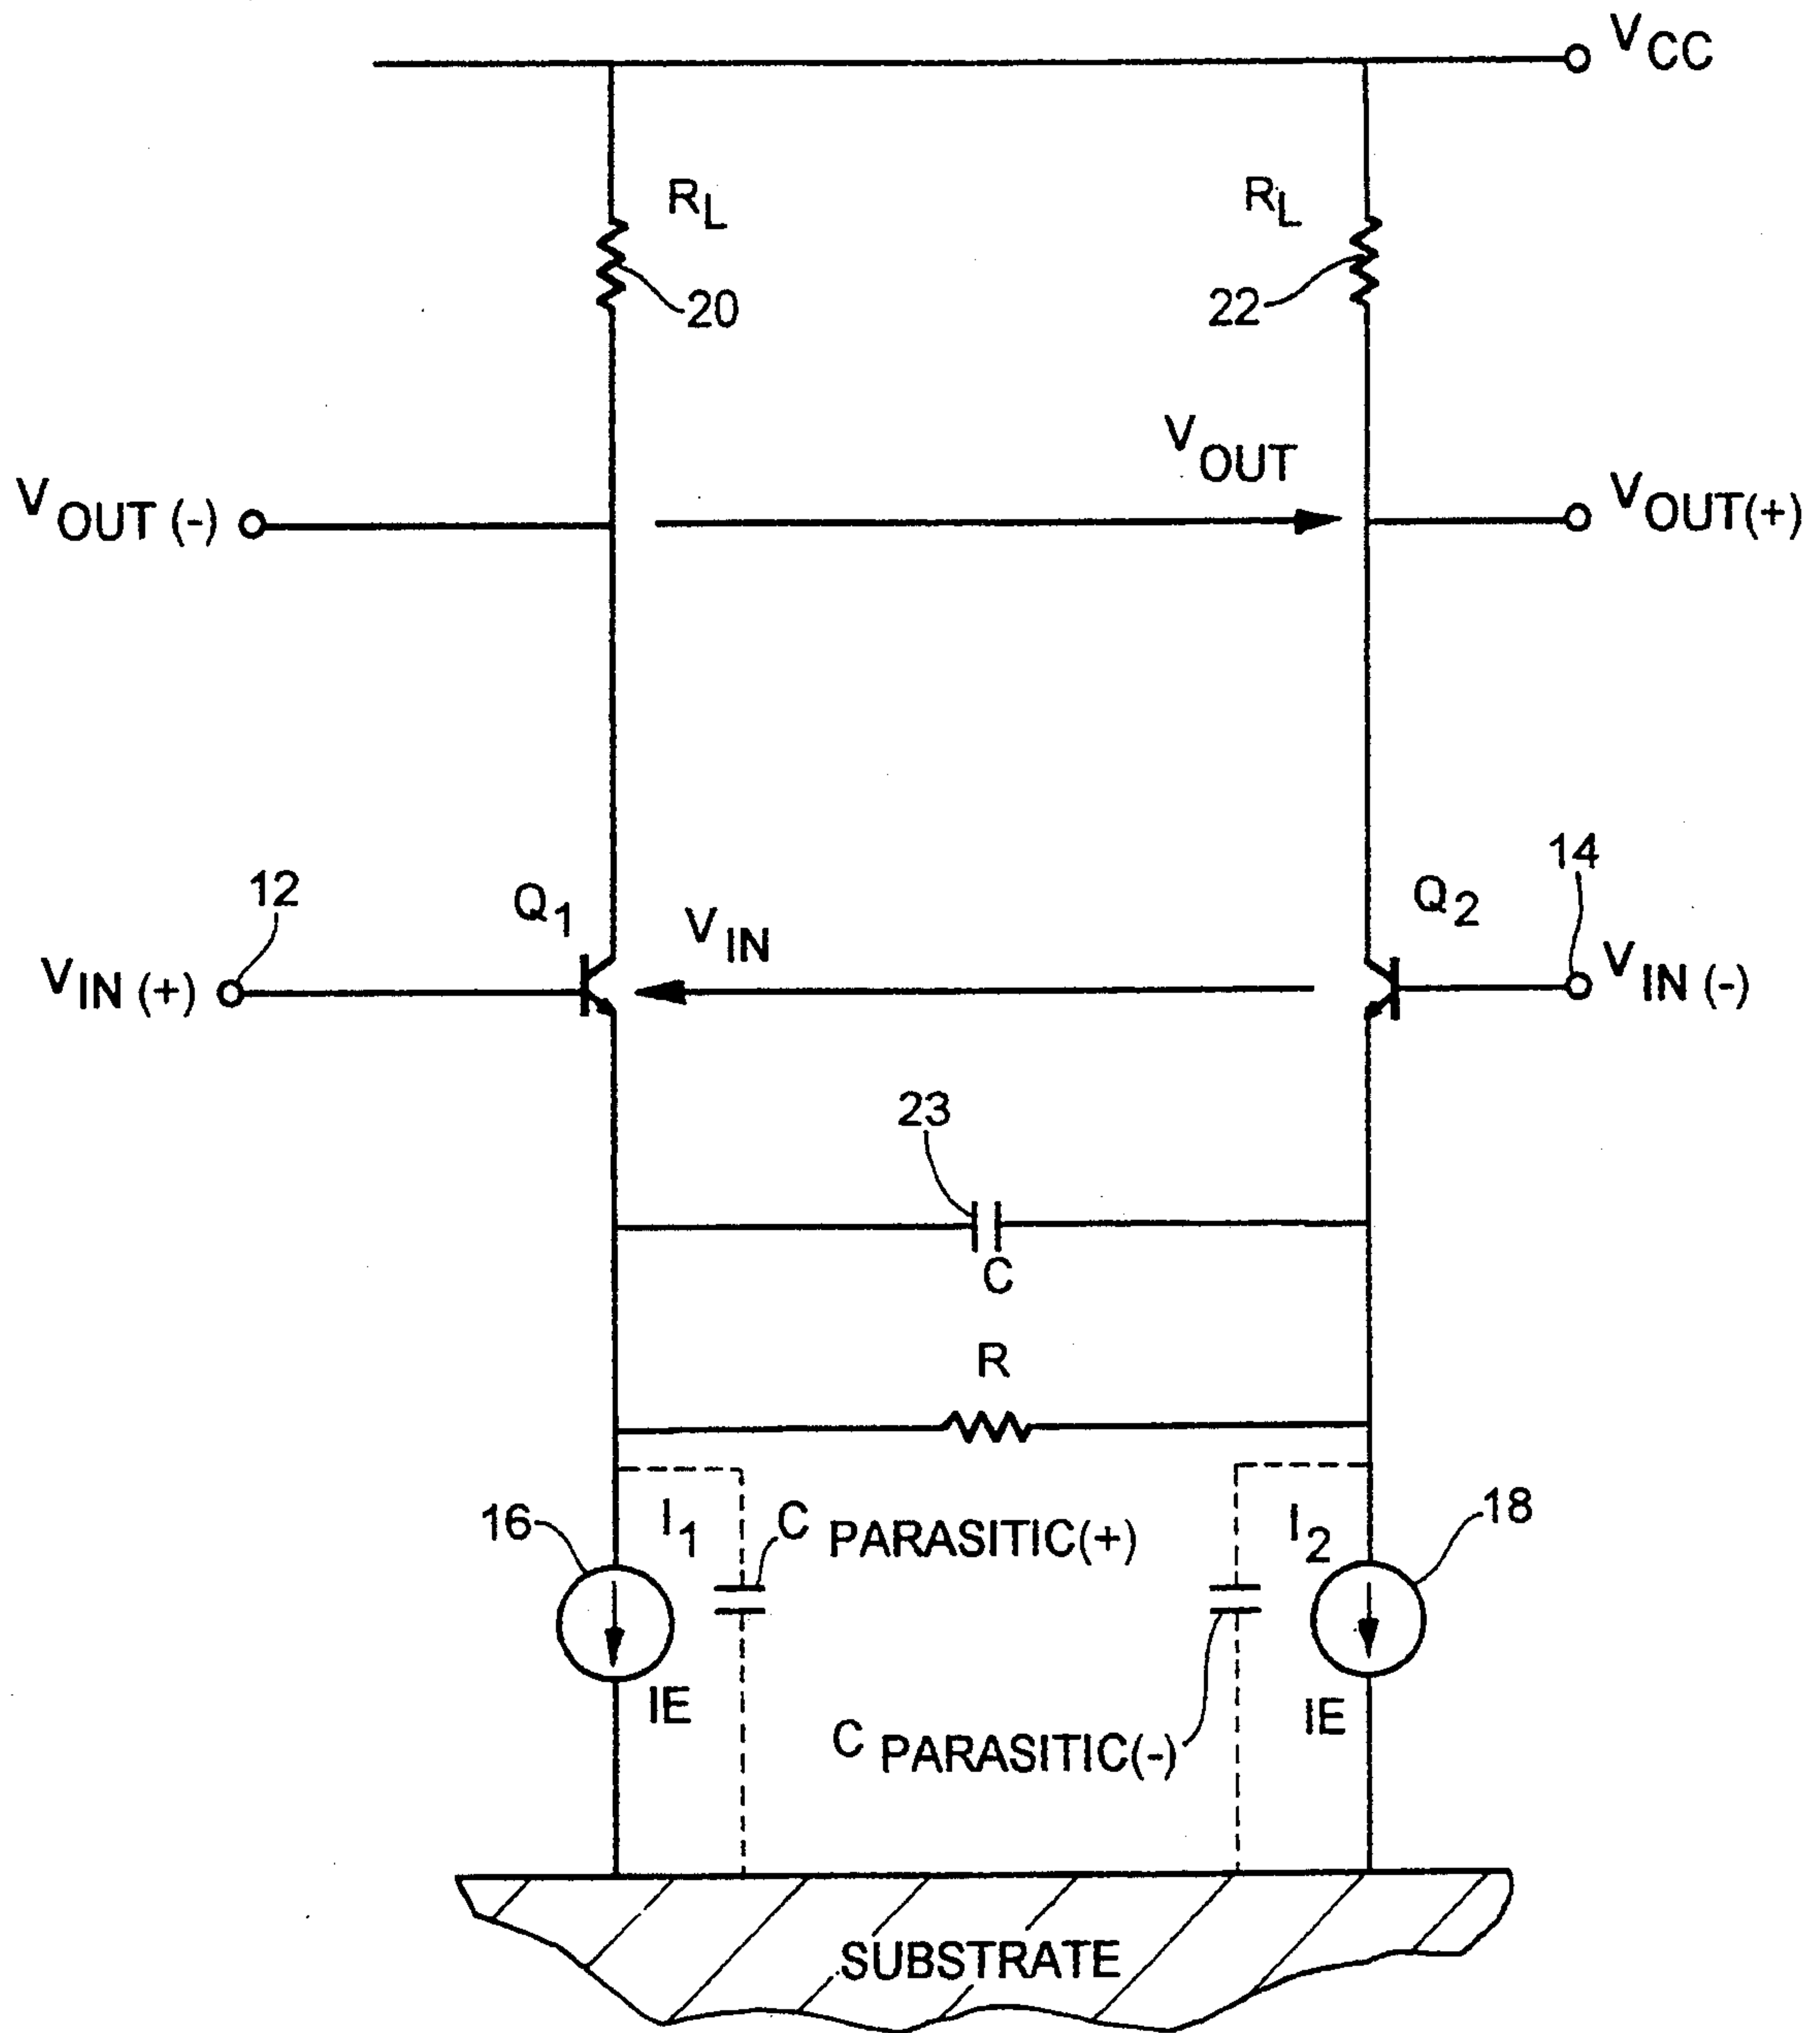 VCC
RL
RL
20
22
VOUT
VOUT (-)
VOUT(+)
12
14
Q1
Q2
VIN
VIN (+)
VIN (-)
23
C
R
16
I1
C PARASITIC(+)
I2
18
IE
C PARASITIC(-)
IE
SUBSTRATE